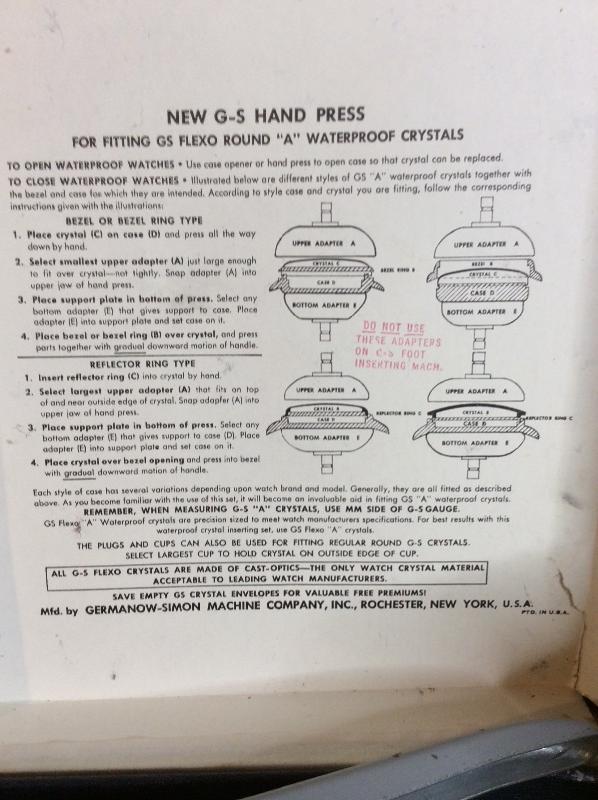 NEW G-S HAND PRESS
FOR FITTING GS FLEXO ROUND "A" WATERPROOF CRYSTALS
TO OPEN WATERPROOF WATCHES • Use case opener or hand press to open case so that crystal can be replaced.
TO CLOSE WATERPROOF WATCHES • Illustrated below are different styles of GS "A" waterproof crystals together with
the bezel and case for which they are intended. According to style case and crystal you are fitting, follow the corresponding
instructions given with the illustrations:
BEZEL OR BEZEL RING TYPE
1. Place crystal (C) on case (D) and press all the way
down by hand.
2. Select smallest upper adapter (A) just large enough
to fit over crystal—not tightly. Snap adapter (A) into
upper jaw of hand press.
3. Place support plate in bottom of press. Select any
bottom adapter (E) that gives support to case. Place
adapter (E) into support plate and set case on it.
4. Place bezel or bezel ring (B) over crystal, and press
parts together with gradual downward motion of handle.
UPPER ADAPTER A
CRYSTAL C
BEZEL RING B
CASE D
BOTTOM ADAPTER E
UPPER ADAPTER A
BEZEL B
CRYSTAL C
CASE D
BOTTOM ADAPTER E
DO NOT USE
THESE ADAPTERS
ON G-S FOOT
INSERTING MACH.
REFLECTOR RING TYPE
1. Insert reflector ring (C) into crystal by hand.
2. Select largest upper adapter (A) that fits on top
of and near outside edge of crystal. Snap adapter (A) into
upper jaw of hand press.
3. Place support plate in bottom of press. Select any
bottom adapter (E) that gives support to case (D). Place
adapter (E) into support plate and set case on it.
4. Place crystal over bezel opening and press into bezel
with gradual downward motion of handle.
UPPER ADAPTER A
CRYSTAL B
REFLECTOR RING C
CASE D
BOTTOM ADAPTER E
UPPER ADAPTER A
CRYSTAL B
REFLECTOR RING C
CASE D
BOTTOM ADAPTER E
Each style of case has several variations depending upon watch brand and model. Generally, they are all fitted as described
above. As you become familiar with the use of this set, it will become an invaluable aid in fitting GS "A" waterproof crystals.
REMEMBER, WHEN MEASURING G-S "A" CRYSTALS, USE MM SIDE OF G-S GAUGE.
GS Flexo "A" Waterproof crystals are precision sized to meet watch manufacturers specifications. For best results with this
waterproof crystal inserting set, use GS Flexo "A" crystals.
THE PLUGS AND CUPS CAN ALSO BE USED FOR FITTING REGULAR ROUND G-S CRYSTALS.
SELECT LARGEST CUP TO HOLD CRYSTAL ON OUTSIDE EDGE OF CUP.
ALL G-S FLEXO CRYSTALS ARE MADE OF CAST-OPTICS—THE ONLY WATCH CRYSTAL MATERIAL
ACCEPTABLE TO LEADING WATCH MANUFACTURERS.
SAVE EMPTY GS CRYSTAL ENVELOPES FOR VALUABLE FREE PREMIUMS!
Mfd. by GERMANOW-SIMON MACHINE COMPANY, INC., ROCHESTER, NEW YORK, U.S.A.
PTD. IN U.S.A.